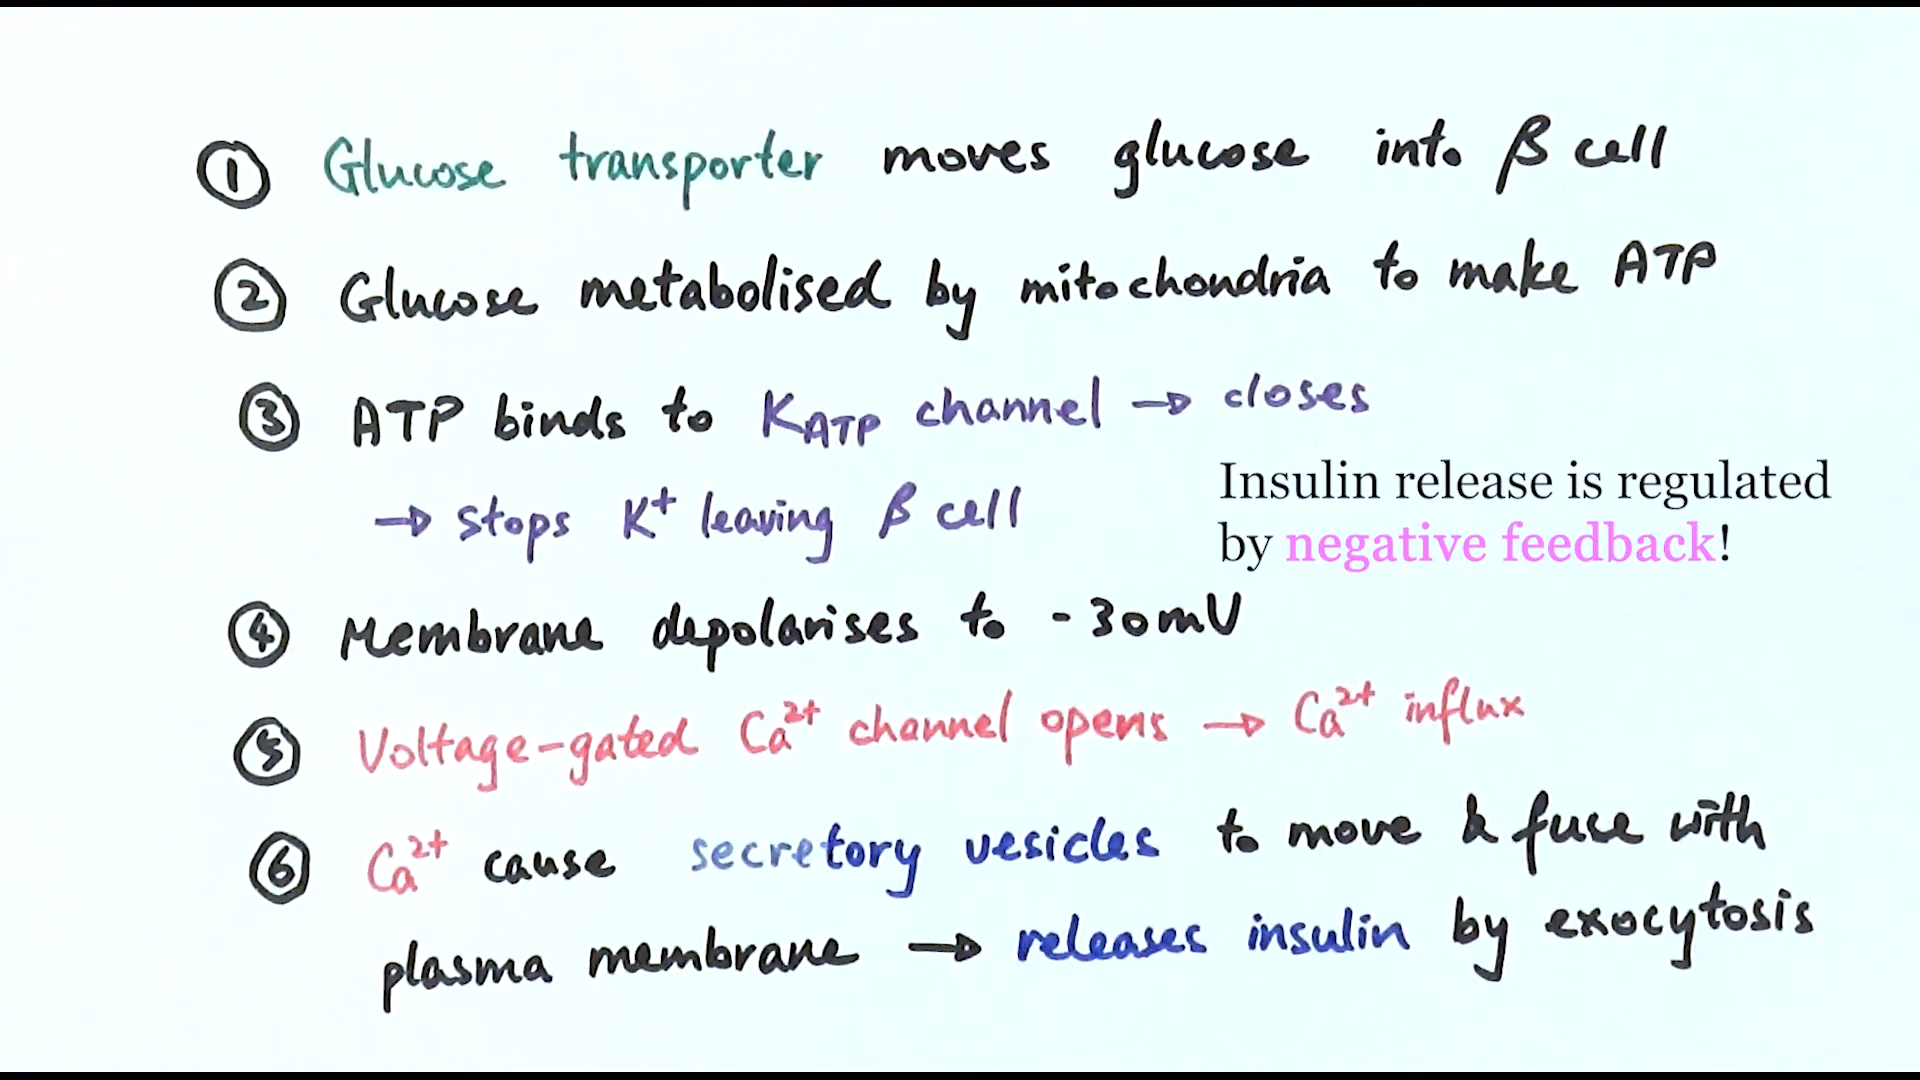 ① Glucose transporter moves glucose into β cell
② Glucose metabolised by mitochondria to make ATP
③ ATP binds to K_ATP channel → closes
→ stops K⁺ leaving β cell
Insulin release is regulated
by negative feedback!
④ Membrane depolarises to -30mV
⑤ Voltage-gated Ca²⁺ channel opens → Ca²⁺ influx
⑥ Ca²⁺ cause secretory vesicles to move & fuse with
plasma membrane → releases insulin by exocytosis